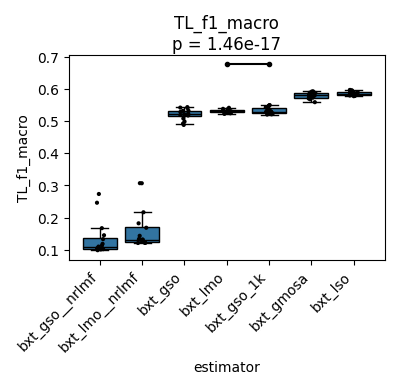 TL_f1_macro
p = 1.46e-17
TL_f1_macro
0.7
0.6
0.5
0.4
0.3
0.2
0.1
bxt_gso__nrlmf
bxt_lmo__nrlmf
bxt_gso
bxt_lmo
bxt_gso_1k
bxt_gmosa
bxt_lso
estimator